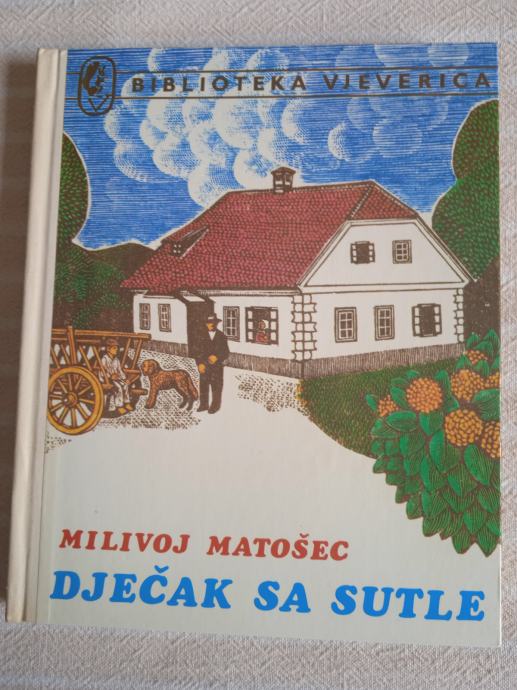 BIBLIOTEKA VJEVERICA
MILIVOJ MATOŠEC
DJEČAK SA SUTLE